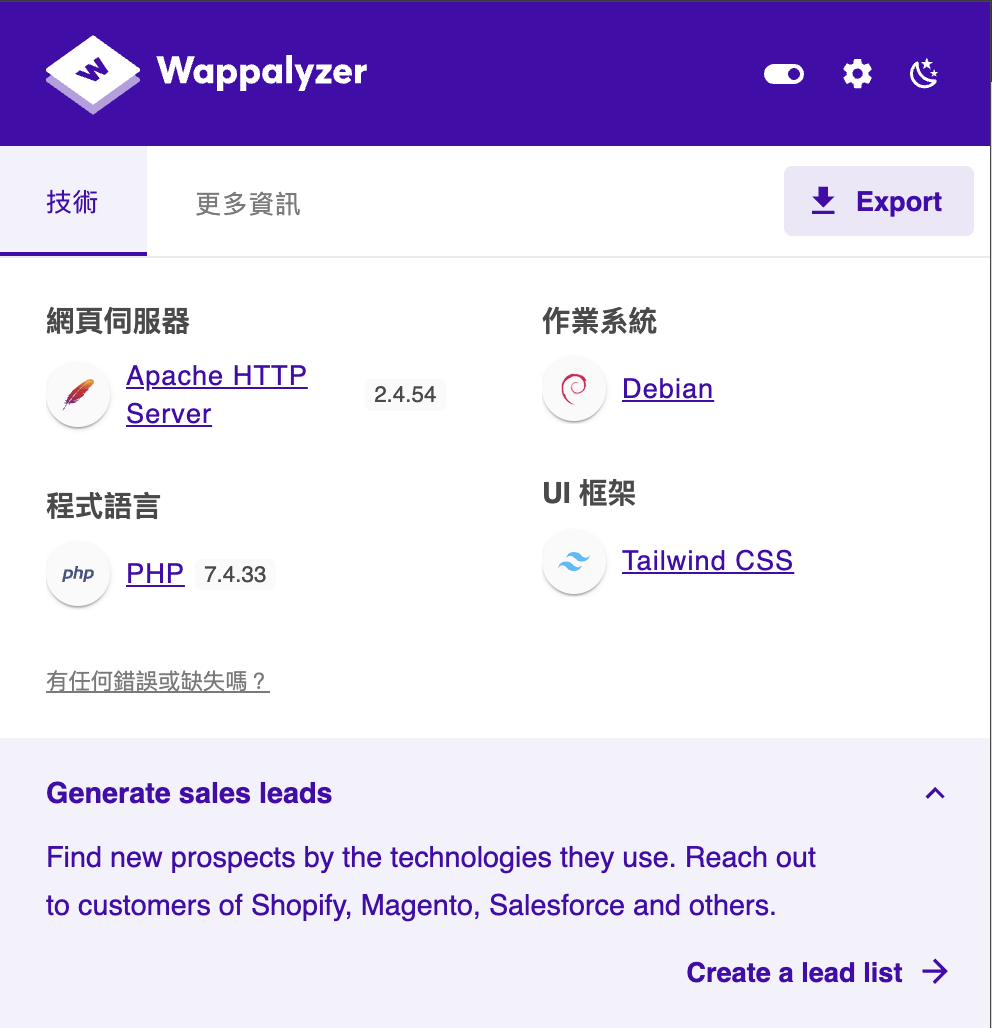 Wappalyzer
技術
更多資訊
Export
網頁伺服器
Apache HTTP
Server
2.4.54
程式語言
php
PHP
7.4.33
作業系統
Debian
UI 框架
Tailwind CSS
有任何錯誤或缺失嗎？
Generate sales leads
Find new prospects by the technologies they use. Reach out
to customers of Shopify, Magento, Salesforce and others.
Create a lead list